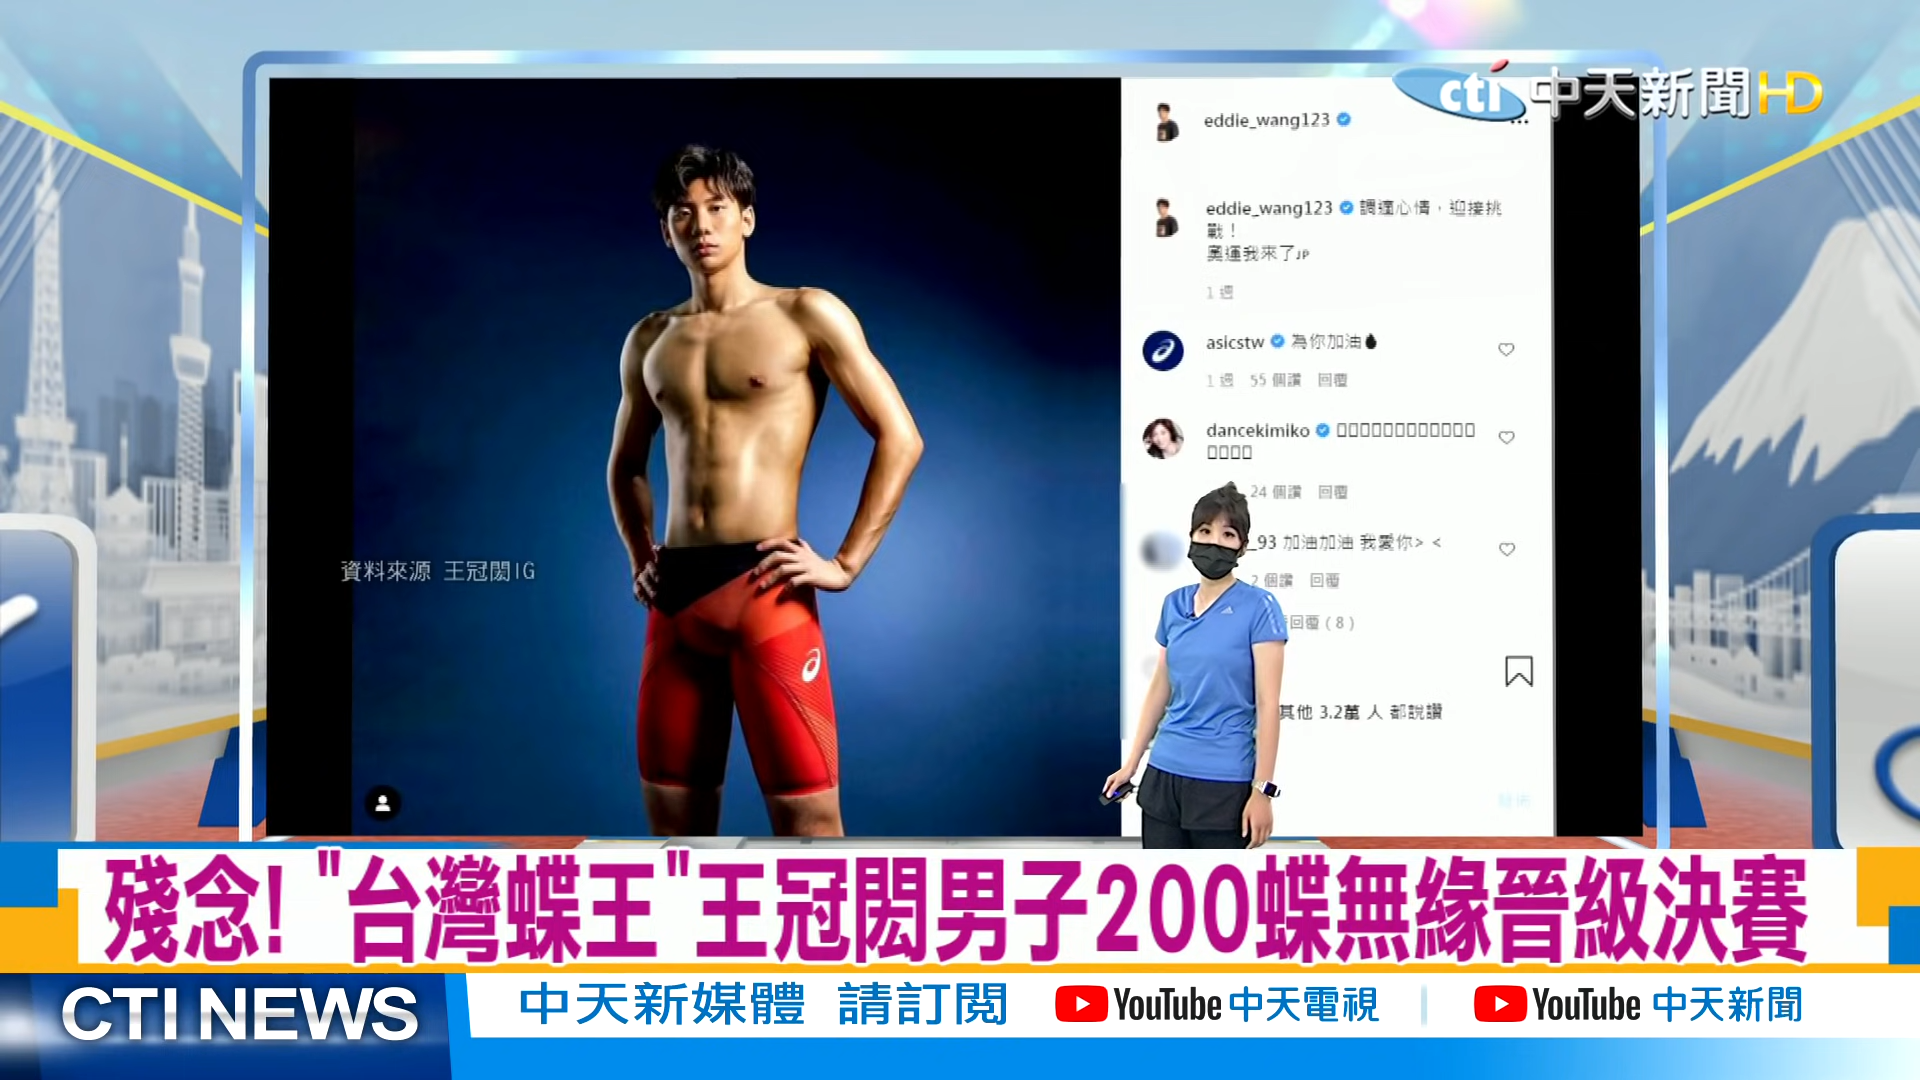 cti 中天新聞HD
eddie_wang123
eddie_wang123 調適心情，迎接挑
戰！
奧運我來了JP
1 週
asicstw 為你加油
1 週 55 個讚 回覆
dancekimiko
24 個讚 回覆
_93 加油加油 我愛你> <
2 個讚 回覆
回覆 (8)
其他 3.2萬 人 都說讚
資料來源 王冠閎IG
殘念! "台灣蝶王"王冠閎男子200蝶無緣晉級決賽
CTI NEWS
中天新媒體 請訂閱
YouTube 中天電視 | YouTube 中天新聞